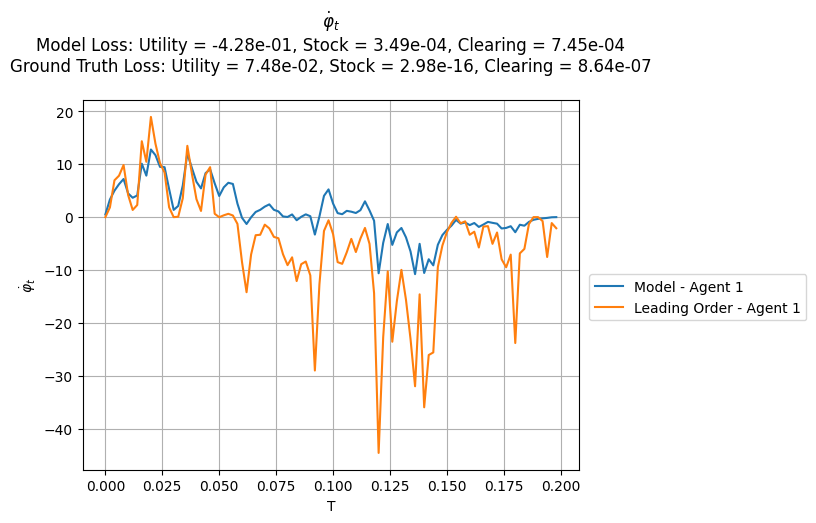 φ̇ₜ
Model Loss: Utility = -4.28e-01, Stock = 3.49e-04, Clearing = 7.45e-04
Ground Truth Loss: Utility = 7.48e-02, Stock = 2.98e-16, Clearing = 8.64e-07
20
10
0
−10
−20
−30
−40
φ̇ₜ
0.000 0.025 0.050 0.075 0.100 0.125 0.150 0.175 0.200
T
Model - Agent 1
Leading Order - Agent 1